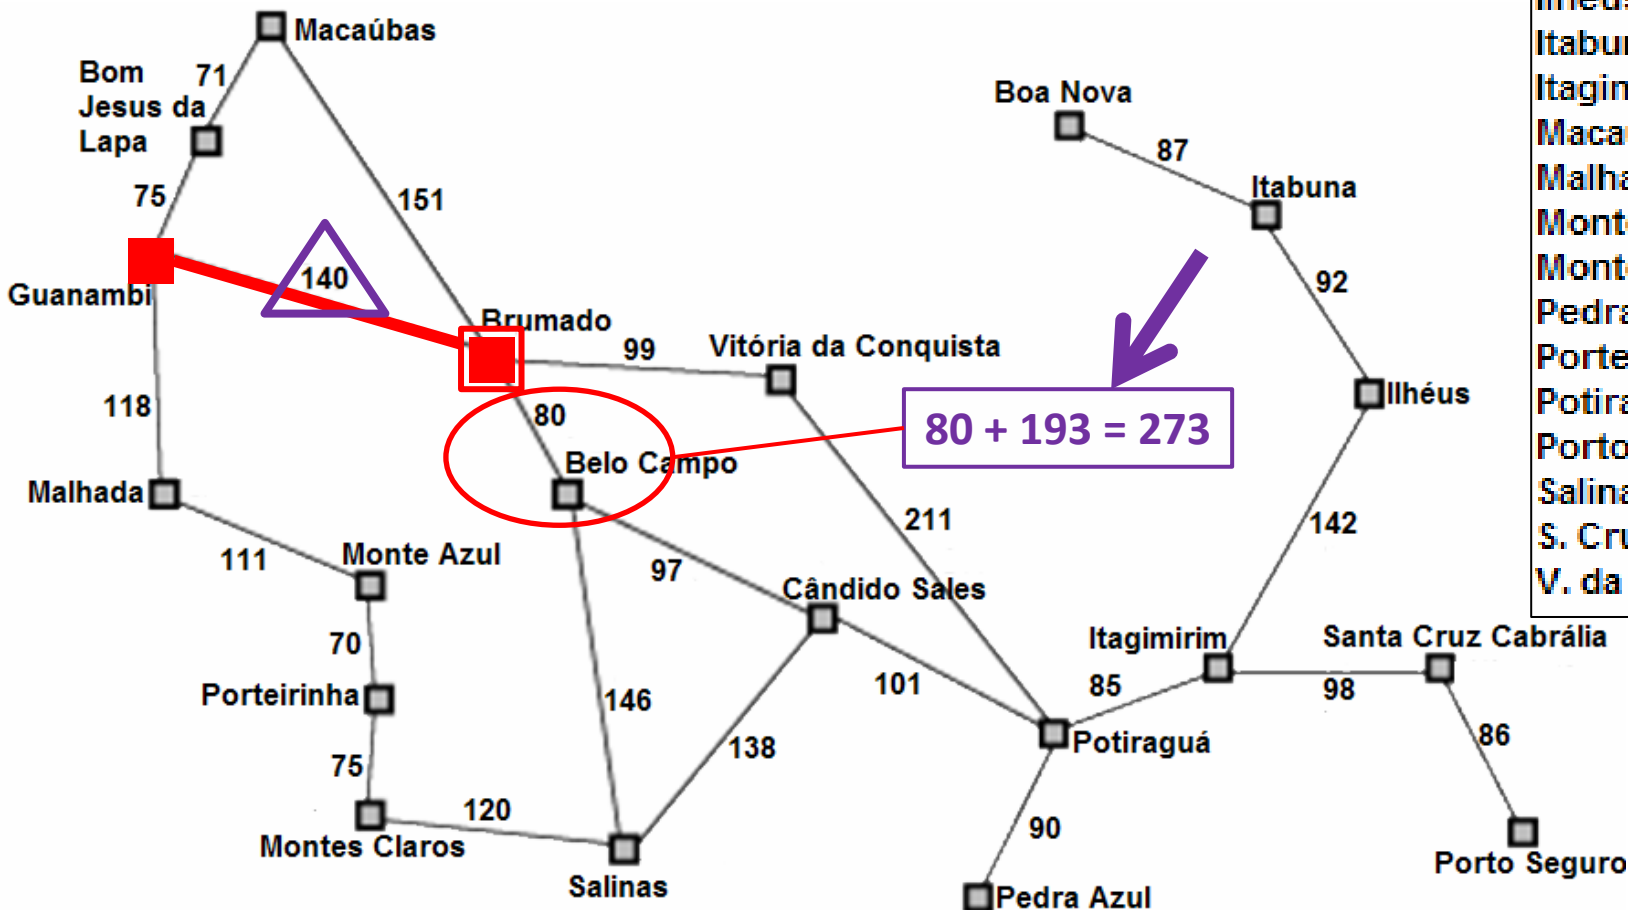 Macaúbas
Bom
Jesus da
Lapa
71
75
151
Guanambi
140
Brumado
99
Vitória da Conquista
80
Belo Campo
118
Malhada
111
Monte Azul
70
Porteirinha
75
Montes Claros
120
Salinas
146
138
97
Cândido Sales
211
101
Potiraguá
90
Pedra Azul
85
Itagimirim
98
Santa Cruz Cabrália
86
Porto Seguro
142
Ilhéus
92
Itabuna
87
Boa Nova
80 + 193 = 273
Itabu
Itagin
Maca
Malha
Mont
Mont
Pedra
Porte
Potira
Porto
Salina
S. Cru
V. da